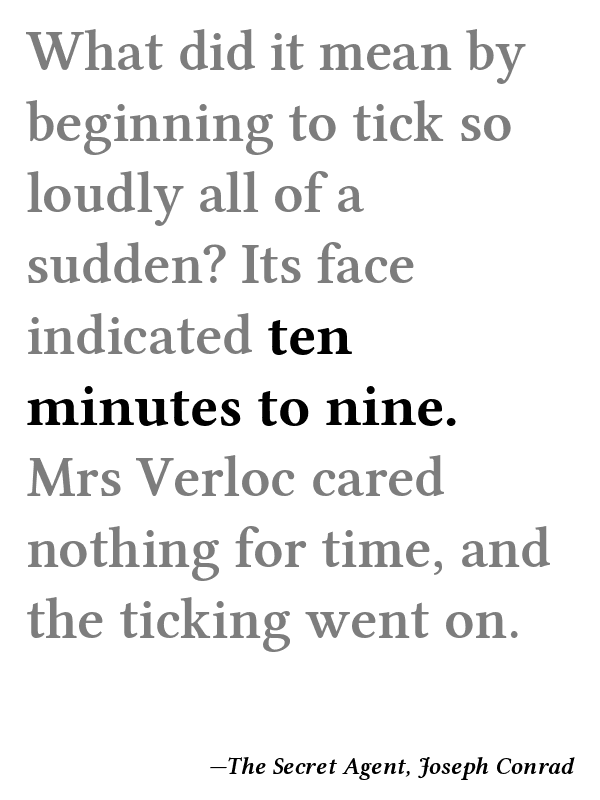 What did it mean by
beginning to tick so
loudly all of a
sudden? Its face
indicated ten
minutes to nine.
Mrs Verloc cared
nothing for time, and
the ticking went on.
—The Secret Agent, Joseph Conrad